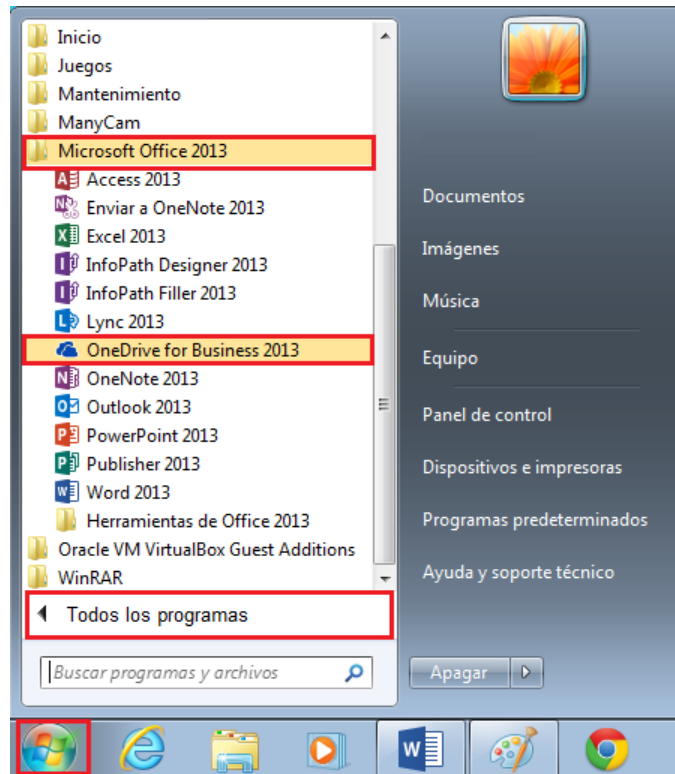 Inicio
Juegos
Mantenimiento
ManyCam
Microsoft Office 2013
Access 2013
Enviar a OneNote 2013
Excel 2013
InfoPath Designer 2013
InfoPath Filler 2013
Lync 2013
OneDrive for Business 2013
OneNote 2013
Outlook 2013
PowerPoint 2013
Publisher 2013
Word 2013
Herramientas de Office 2013
Oracle VM VirtualBox Guest Additions
WinRAR
Todos los programas
Buscar programas y archivos
Documentos
Imágenes
Música
Equipo
Panel de control
Dispositivos e impresoras
Programas predeterminados
Ayuda y soporte técnico
Apagar